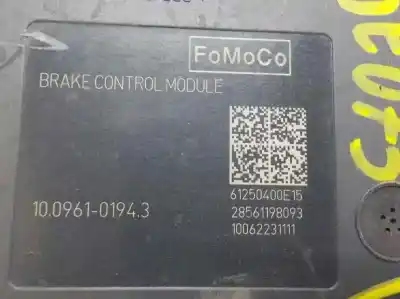 FoMoCo
BRAKE CONTROL MODULE
61250400E15
10.0961-0194.3
28561198093
10062231111